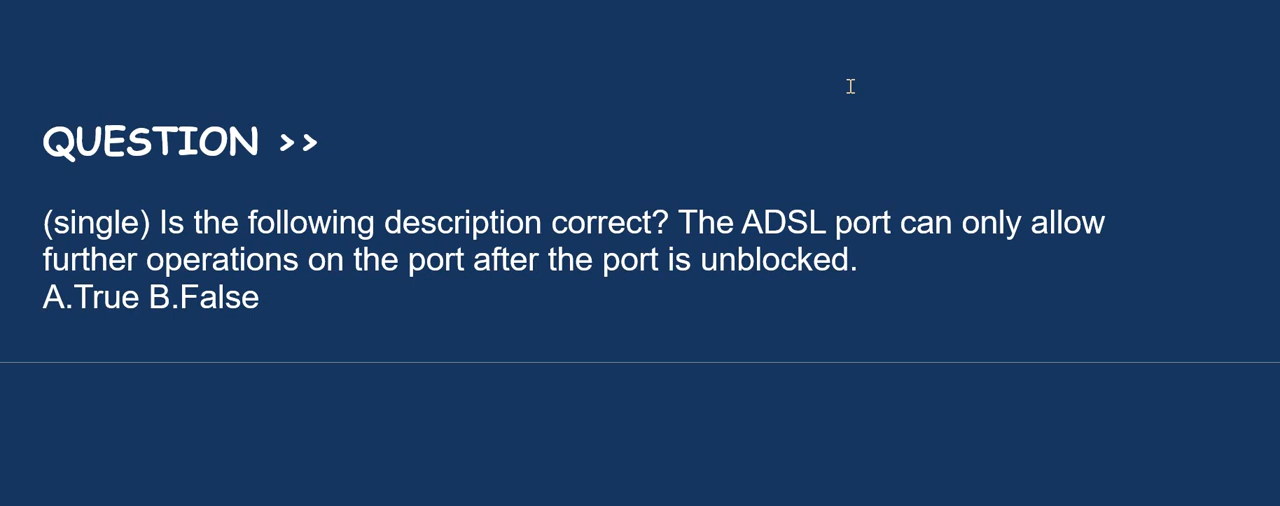 QUESTION >>
(single) Is the following description correct? The ADSL port can only allow
further operations on the port after the port is unblocked.
A.True B.False